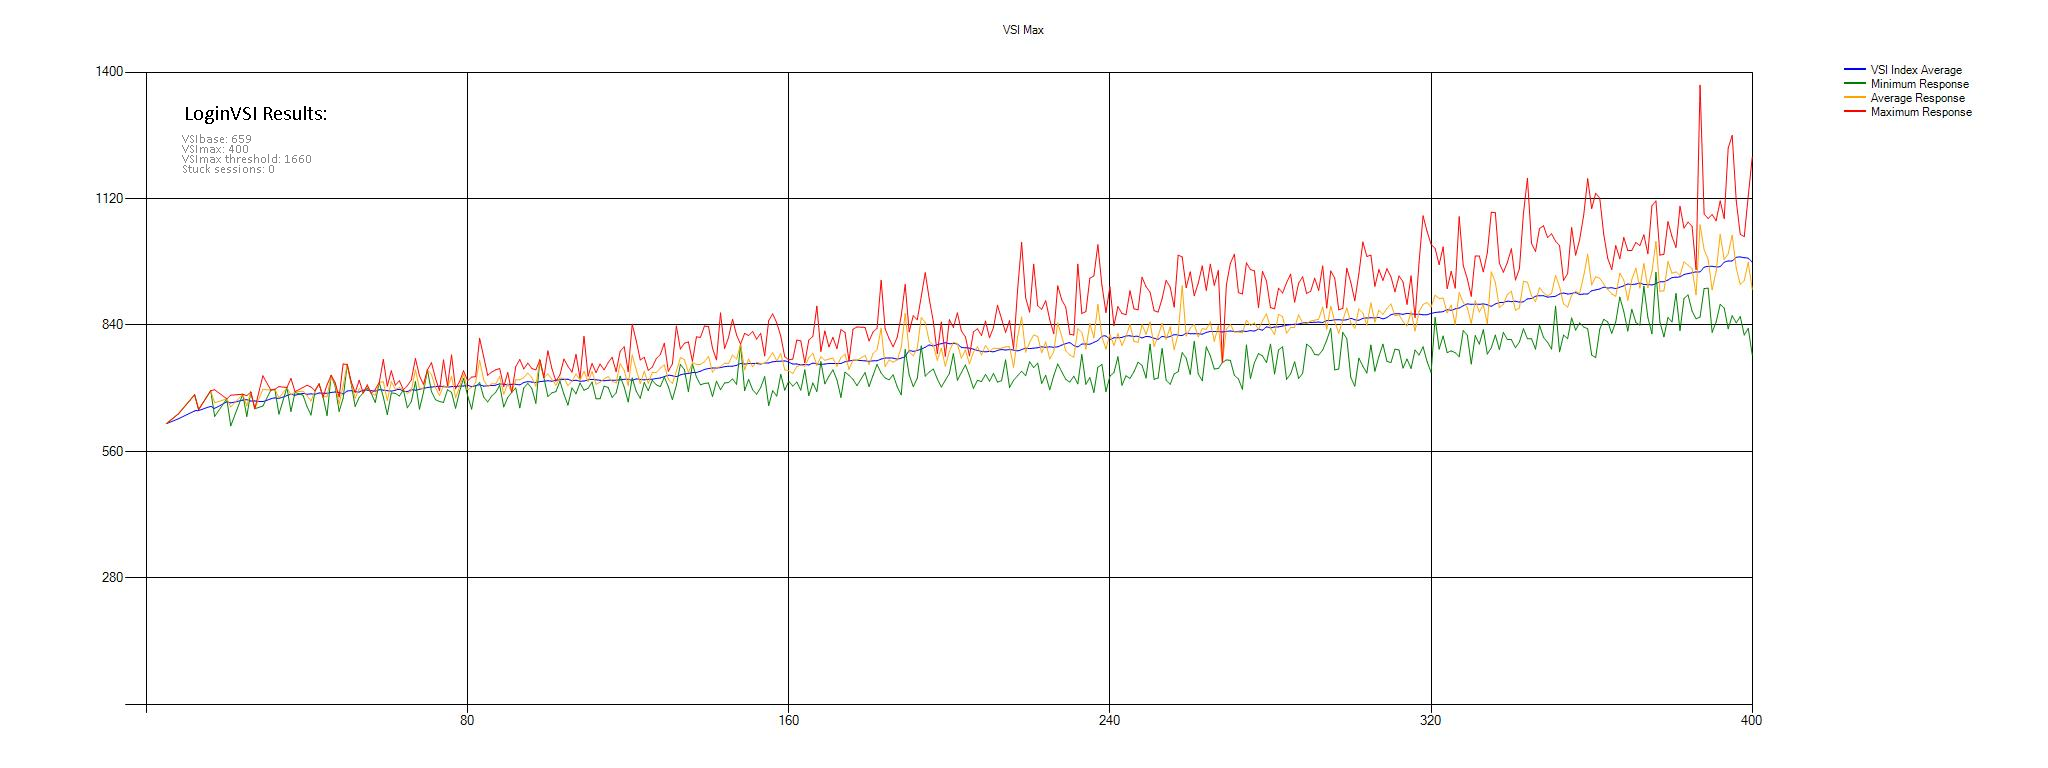 VSI Max
1400
1120
840
560
280
LoginVSI Results:
VSIbase: 659
VSImax: 400
VSImax threshold: 1660
Stuck sessions: 0
VSI Index Average
Minimum Response
Average Response
Maximum Response
80
160
240
320
400